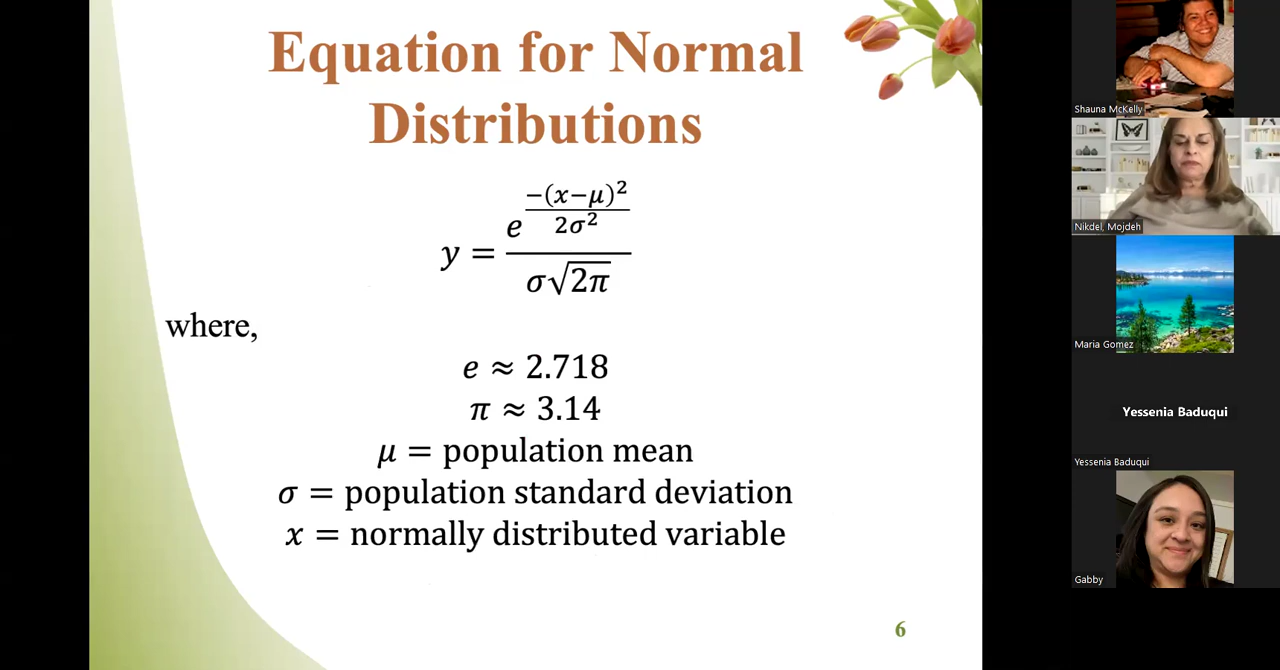 Equation for Normal
Distributions
y = e^(-(x-μ)²/2σ²) / σ√2π
where,
e ≈ 2.718
π ≈ 3.14
μ = population mean
σ = population standard deviation
x = normally distributed variable
6
Shauna McKelly
Nikdel, Mojdeh
Maria Gomez
Yessenia Baduqui
Yessenia Baduqui
Gabby